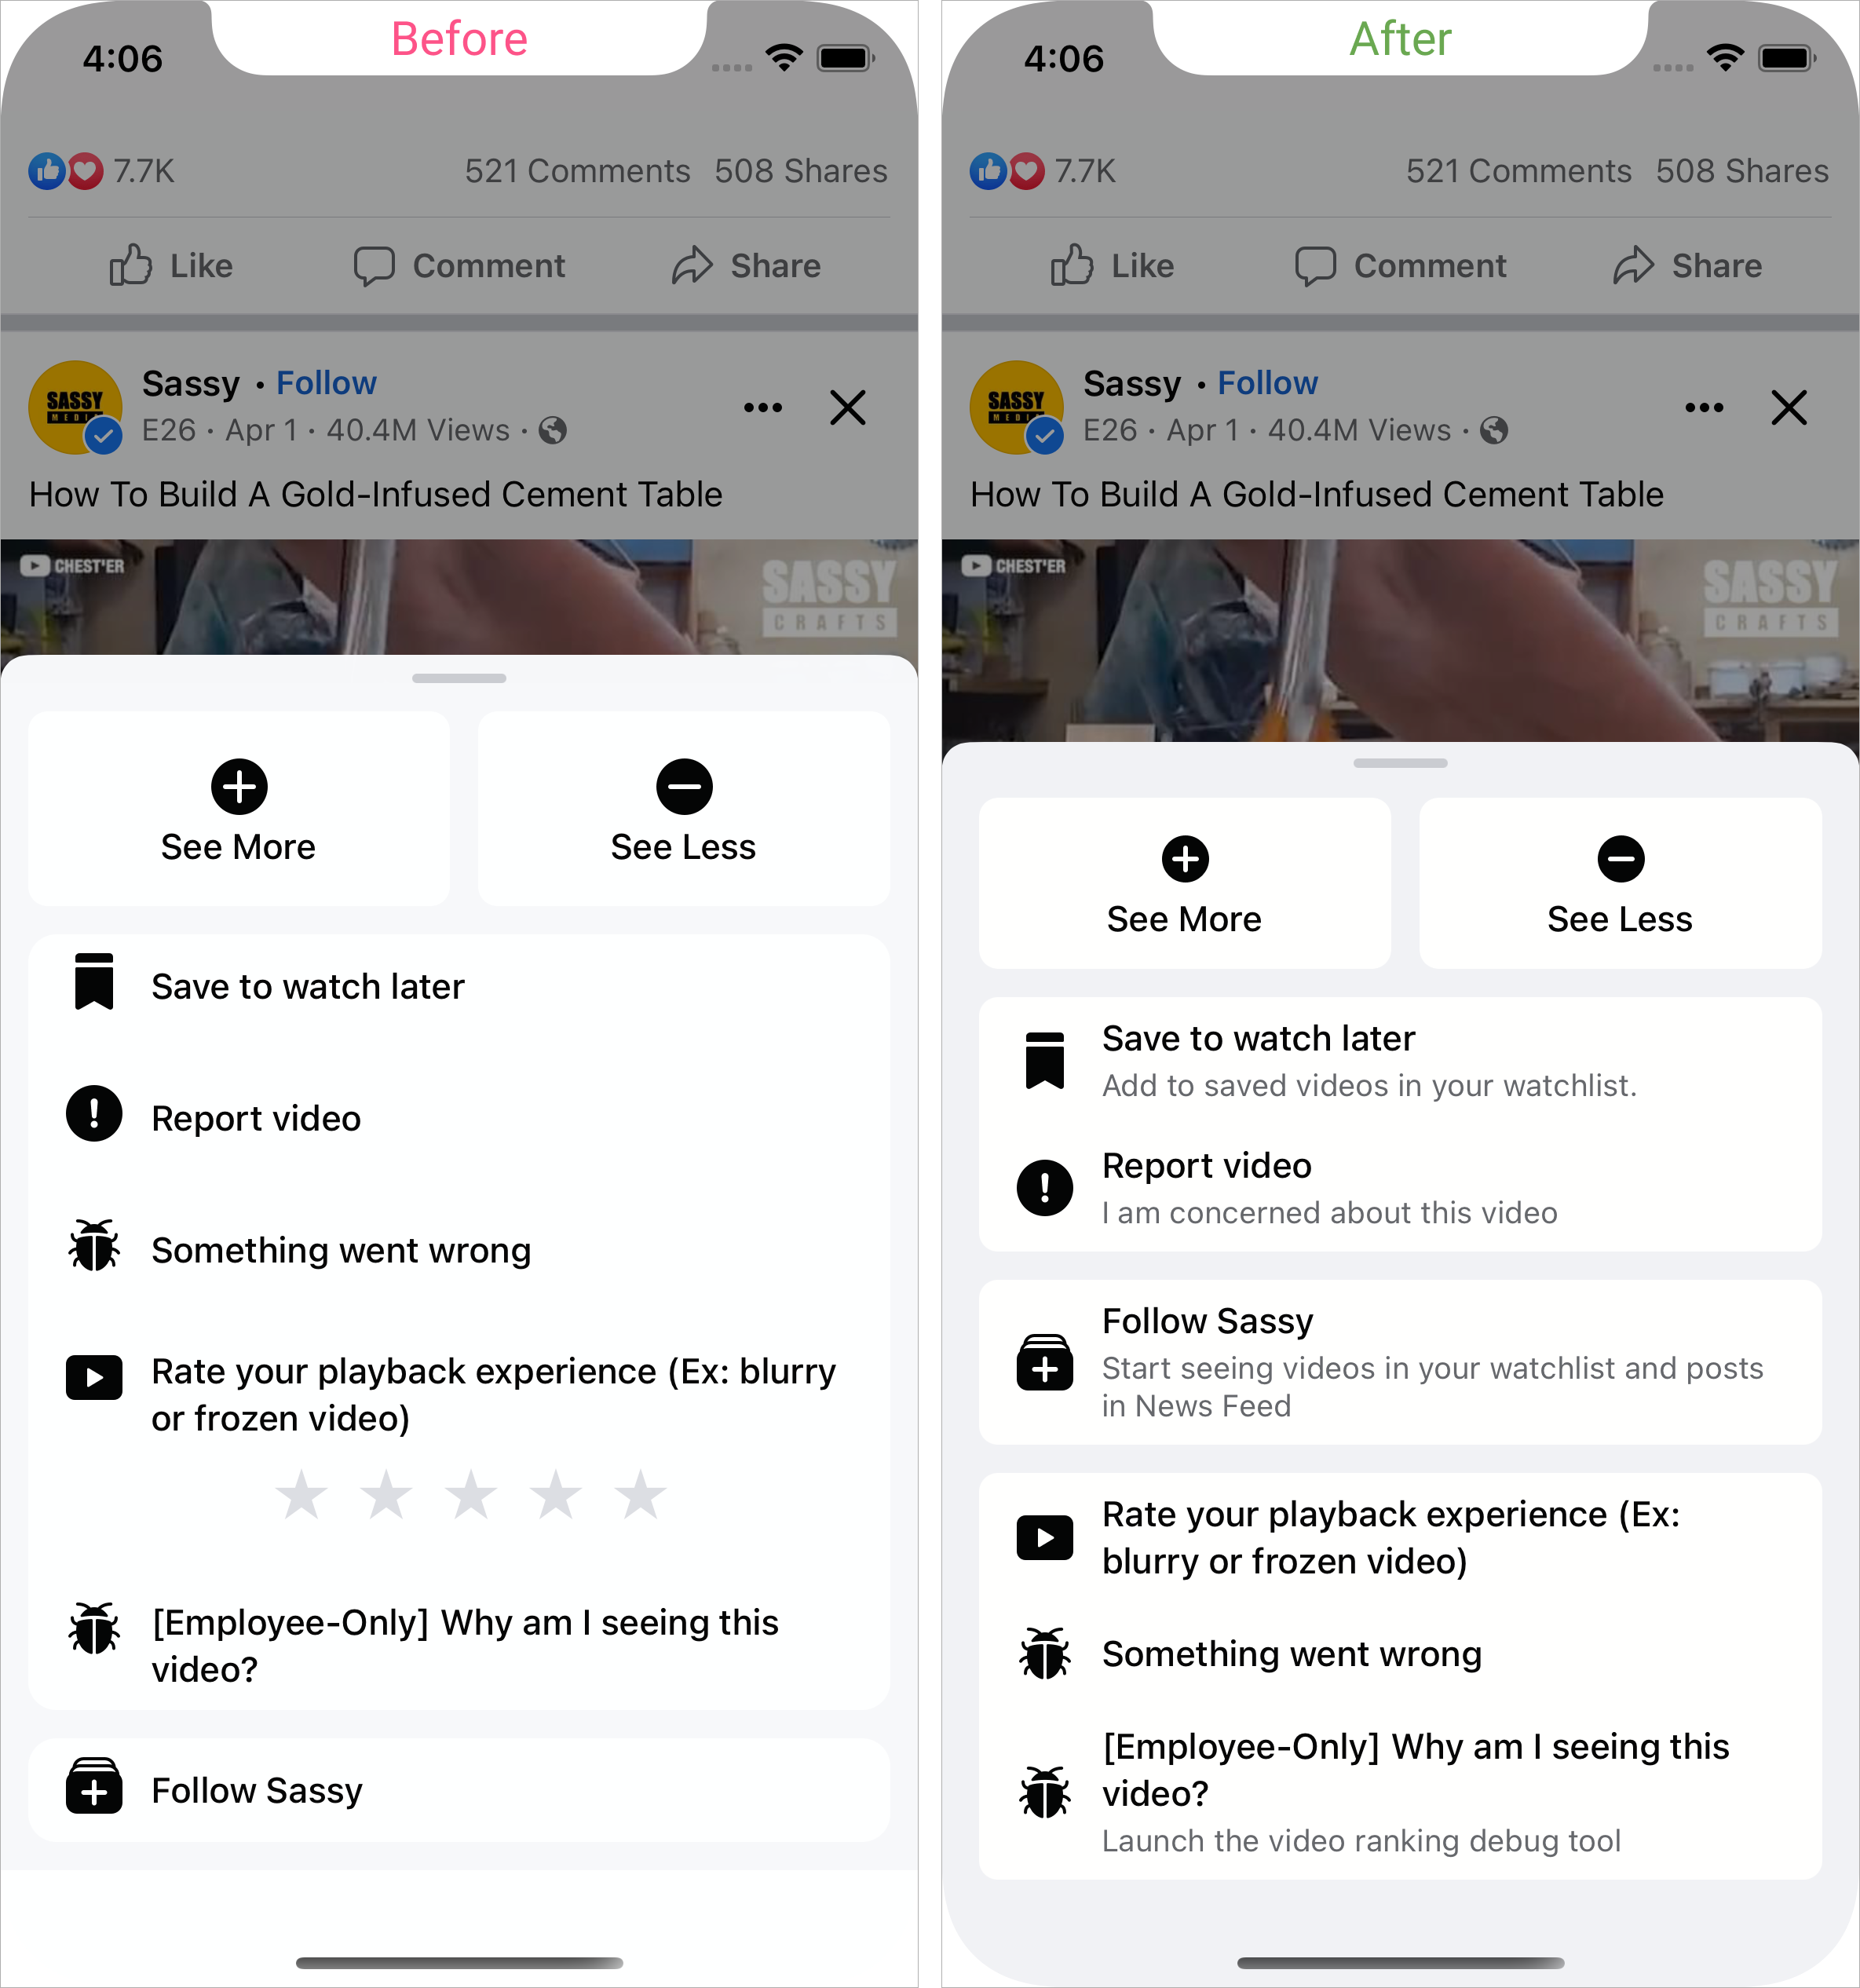 Before
4:06
7.7K
521 Comments 508 Shares
Like
Comment
Share
SASSY
MEDIA
Sassy · Follow
E26 · Apr 1 · 40.4M Views ·
How To Build A Gold-Infused Cement Table
CHEST'ER
SASSY
CRAFTS
See More
See Less
Save to watch later
Report video
Something went wrong
Rate your playback experience (Ex: blurry
or frozen video)
[Employee-Only] Why am I seeing this
video?
Follow Sassy
After
4:06
7.7K
521 Comments 508 Shares
Like
Comment
Share
SASSY
MEDIA
Sassy · Follow
E26 · Apr 1 · 40.4M Views ·
How To Build A Gold-Infused Cement Table
CHEST'ER
SASSY
CRAFTS
See More
See Less
Save to watch later
Add to saved videos in your watchlist.
Report video
I am concerned about this video
Follow Sassy
Start seeing videos in your watchlist and posts
in News Feed
Rate your playback experience (Ex:
blurry or frozen video)
Something went wrong
[Employee-Only] Why am I seeing this
video?
Launch the video ranking debug tool